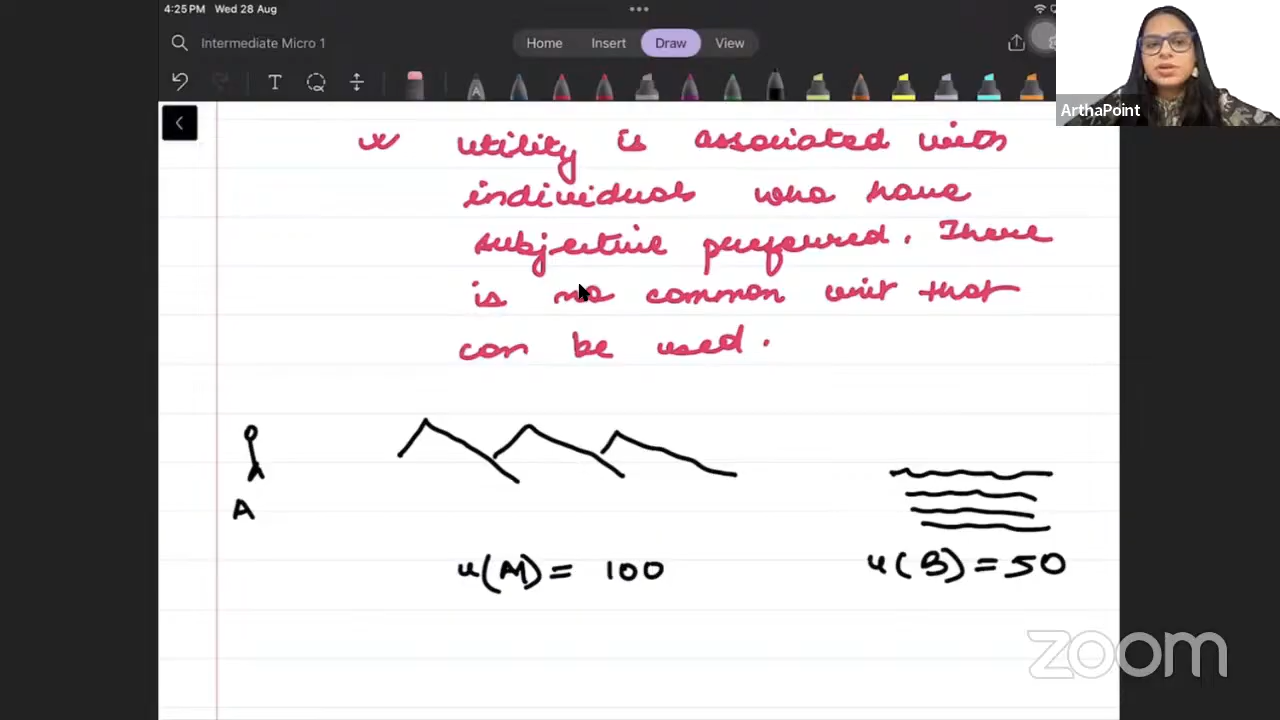 4:25 PM Wed 28 Aug
Intermediate Micro 1
Home Insert Draw View
ArthaPoint
utility is associated with
individuals who have
subjective preferred. There
is no common unit that
can be used.
A
u(M) = 100
u(B) = 50
zoom